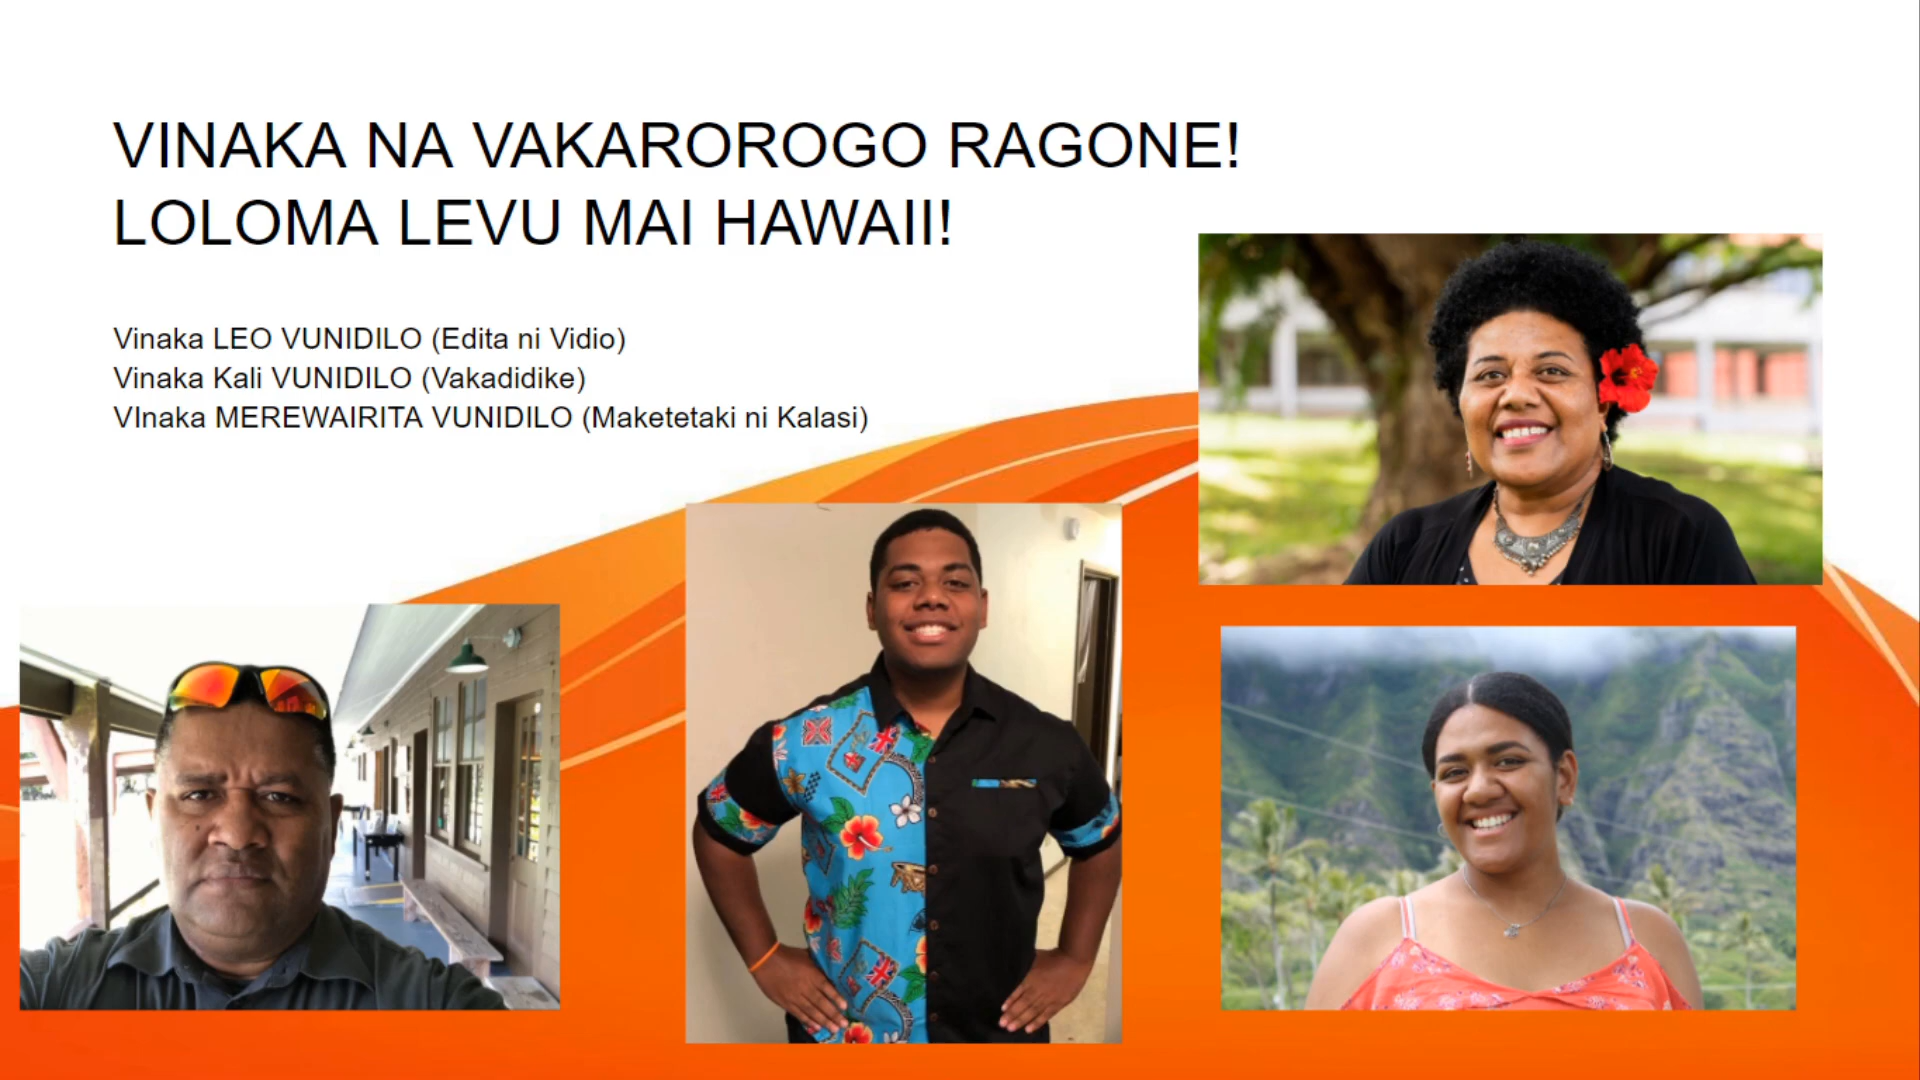 VINAKA NA VAKAROROGO RAGONE!
LOLOMA LEVU MAI HAWAII!
Vinaka LEO VUNIDILO (Edita ni Vidio)
Vinaka Kali VUNIDILO (Vakadidike)
VInaka MEREWAIRITA VUNIDILO (Maketetaki ni Kalasi)